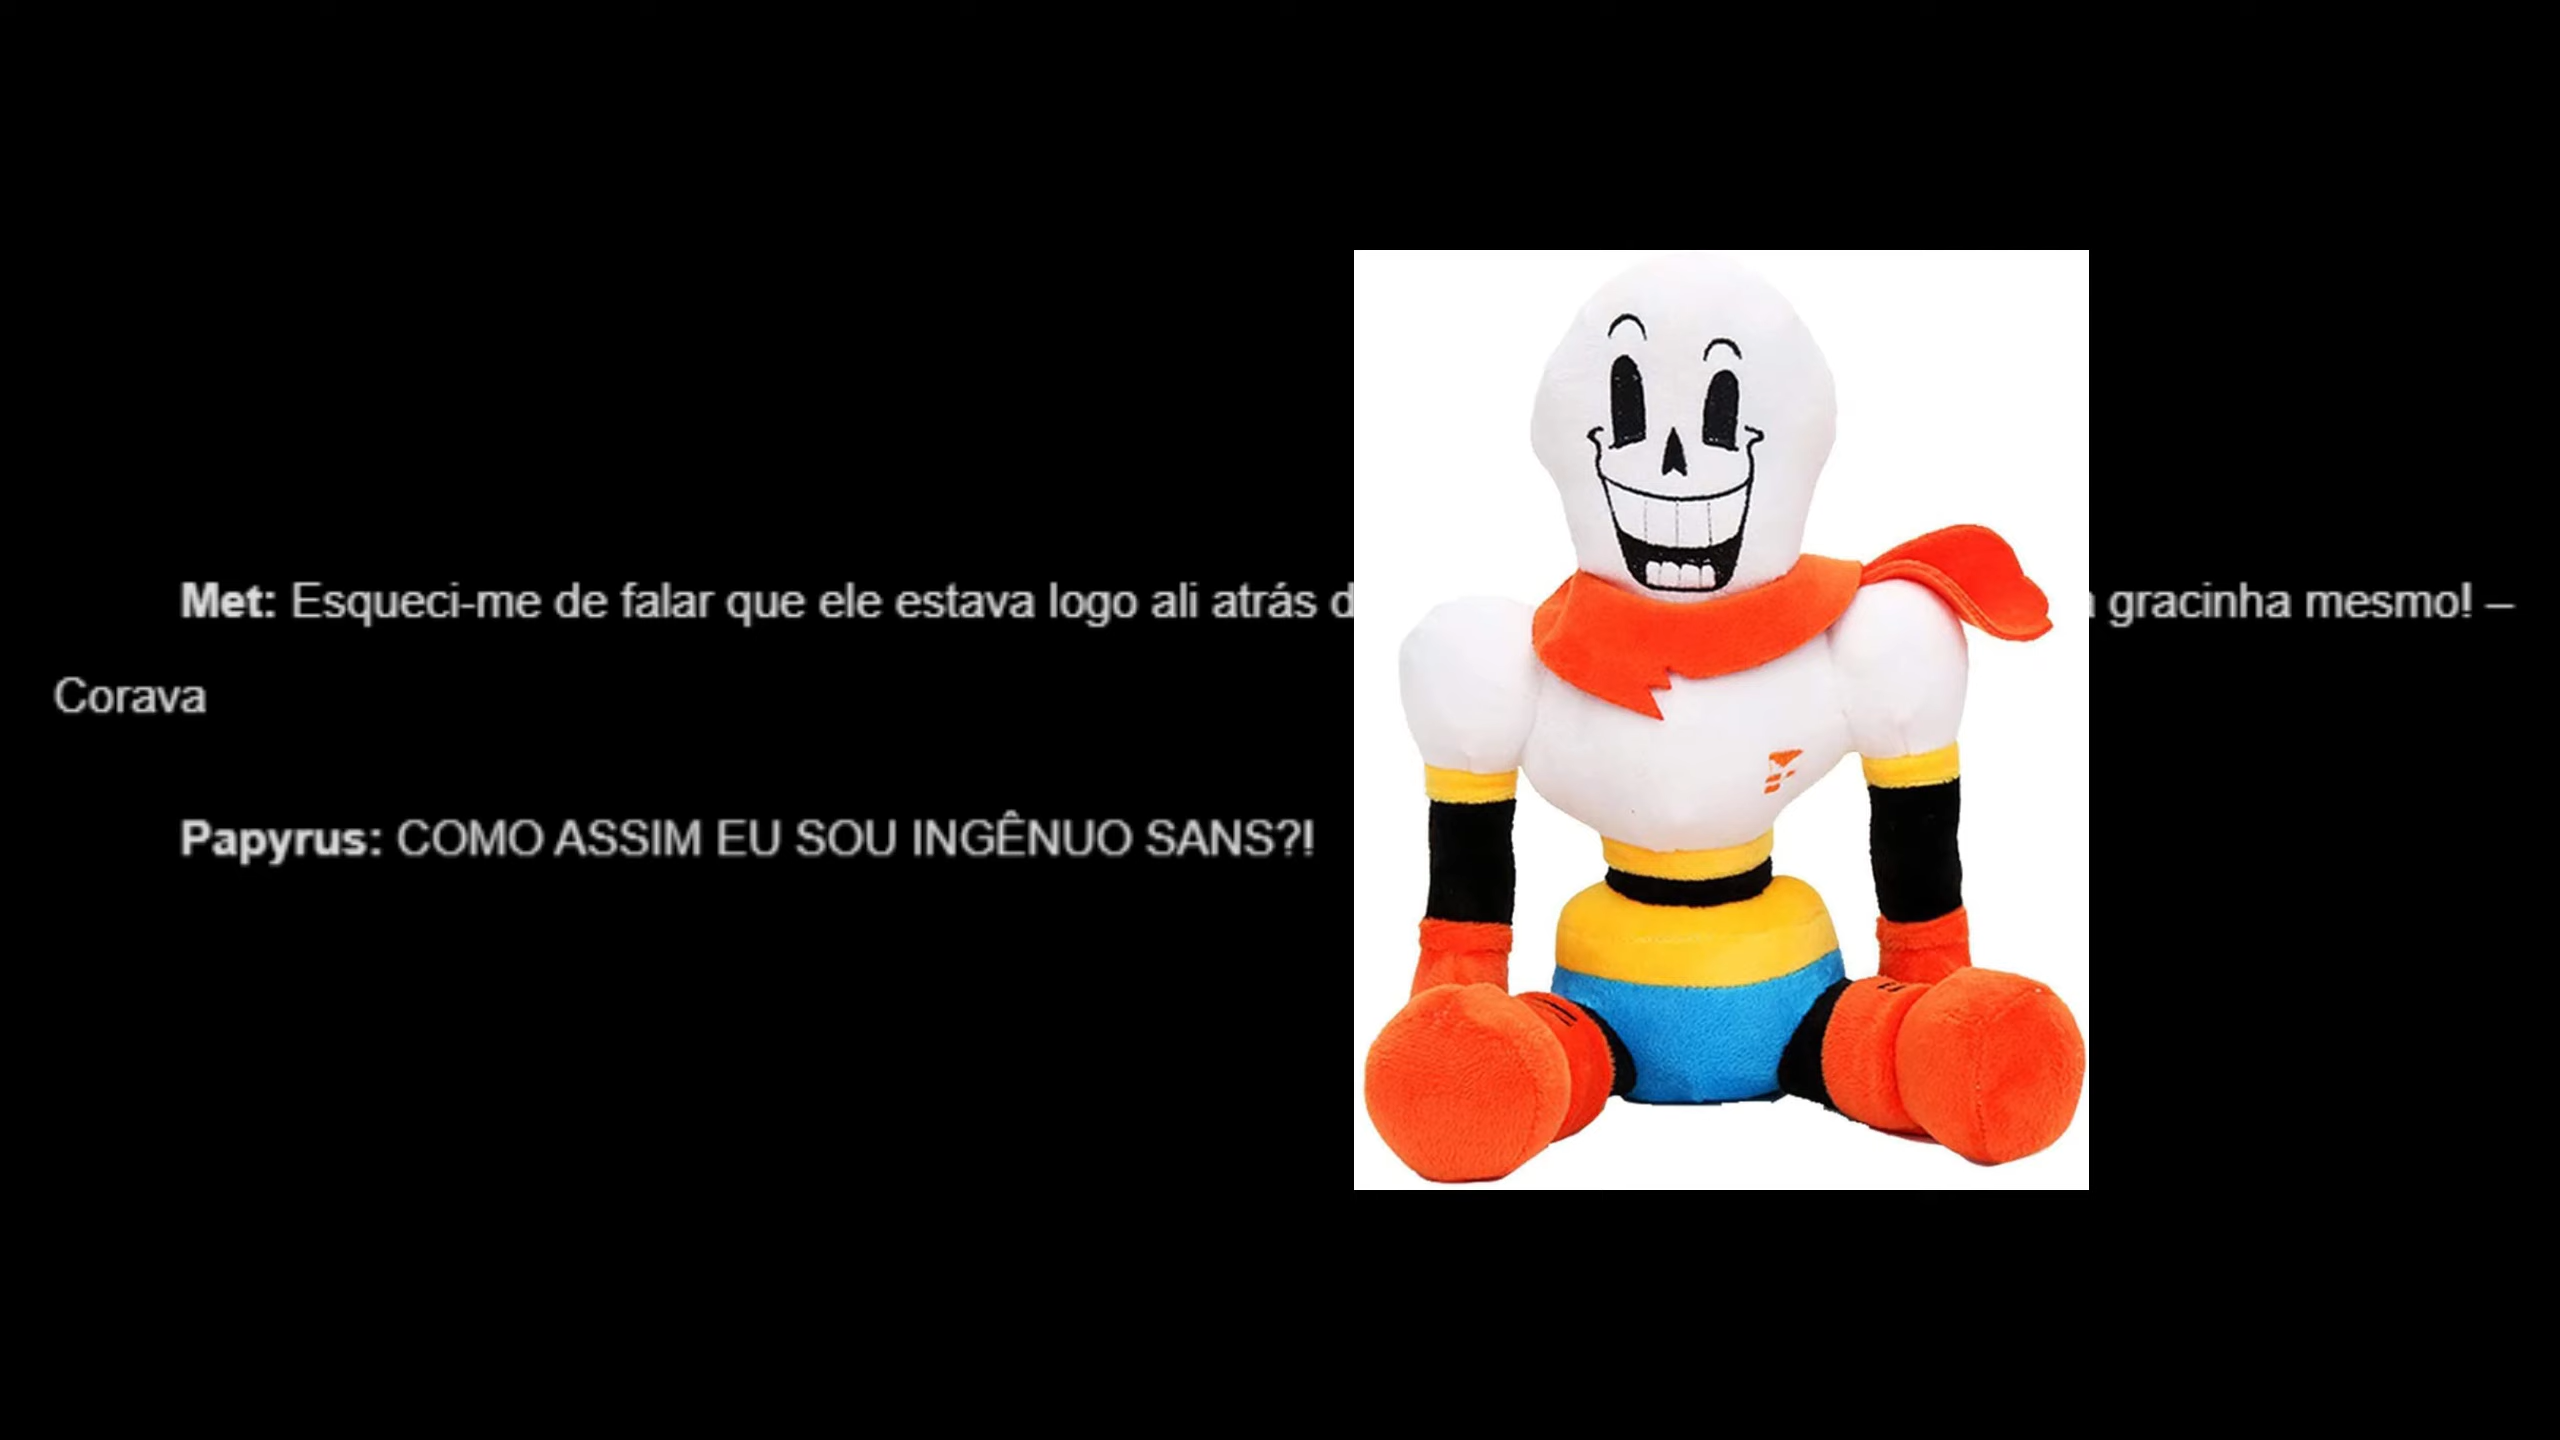 Met: Esqueci-me de falar que ele estava logo ali atrás gracinha mesmo! –
Corava
Papyrus: COMO ASSIM EU SOU INGÊNUO SANS?!